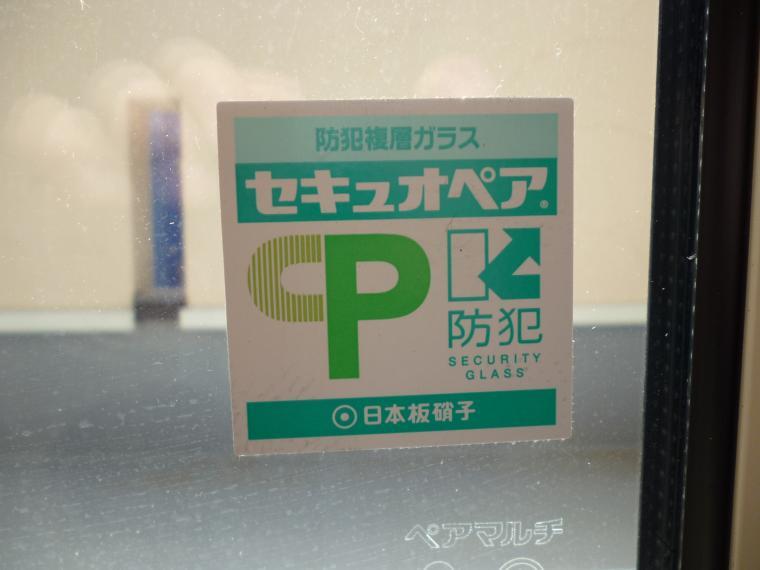 防犯複層ガラス
セキュオペア®
CP
防犯
SECURITY
GLASS
日本板硝子
ペアマルチ